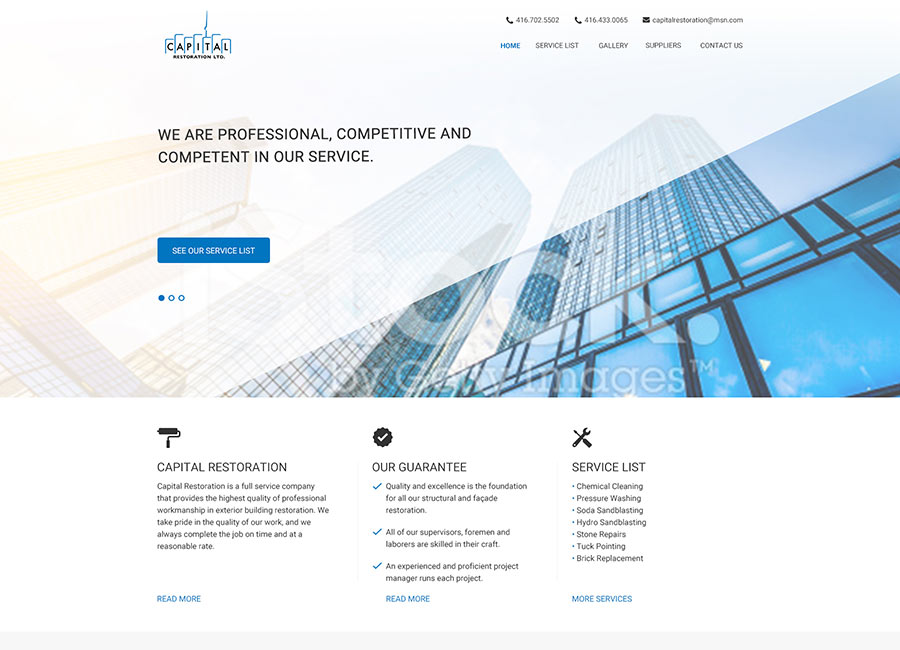 416.702.5502
416.433.0065
capitalrestoration@msn.com
CAPITAL
RESTORATION LTD.
HOME
SERVICE LIST
GALLERY
SUPPLIERS
CONTACT US
WE ARE PROFESSIONAL, COMPETITIVE AND
COMPETENT IN OUR SERVICE.
SEE OUR SERVICE LIST
iStock.
by Getty Images™
CAPITAL RESTORATION
Capital Restoration is a full service company
that provides the highest quality of professional
workmanship in exterior building restoration. We
take pride in the quality of our work, and we
always complete the job on time and at a
reasonable rate.
READ MORE
OUR GUARANTEE
Quality and excellence is the foundation
for all our structural and façade
restoration.
All of our supervisors, foremen and
laborers are skilled in their craft.
An experienced and proficient project
manager runs each project.
READ MORE
SERVICE LIST
• Chemical Cleaning
• Pressure Washing
• Soda Sandblasting
• Hydro Sandblasting
• Stone Repairs
• Tuck Pointing
• Brick Replacement
MORE SERVICES